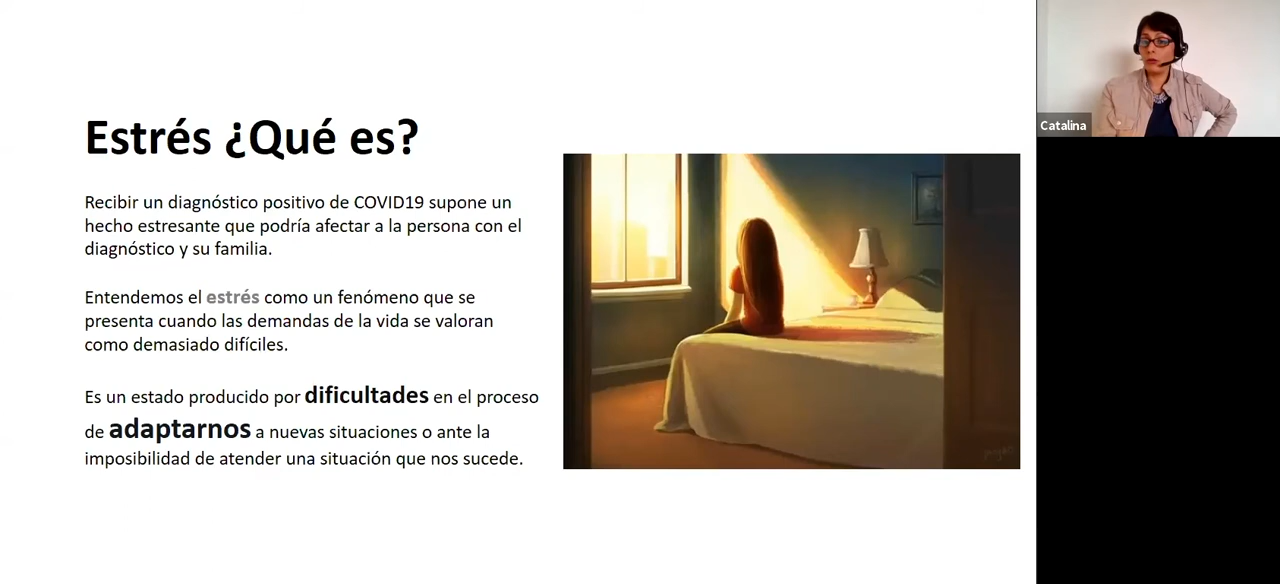 Estrés ¿Qué es?
Recibir un diagnóstico positivo de COVID19 supone un
hecho estresante que podría afectar a la persona con el
diagnóstico y su familia.
Entendemos el estrés como un fenómeno que se
presenta cuando las demandas de la vida se valoran
como demasiado difíciles.
Es un estado producido por dificultades en el proceso
de adaptarnos a nuevas situaciones o ante la
imposibilidad de atender una situación que nos sucede.
Catalina